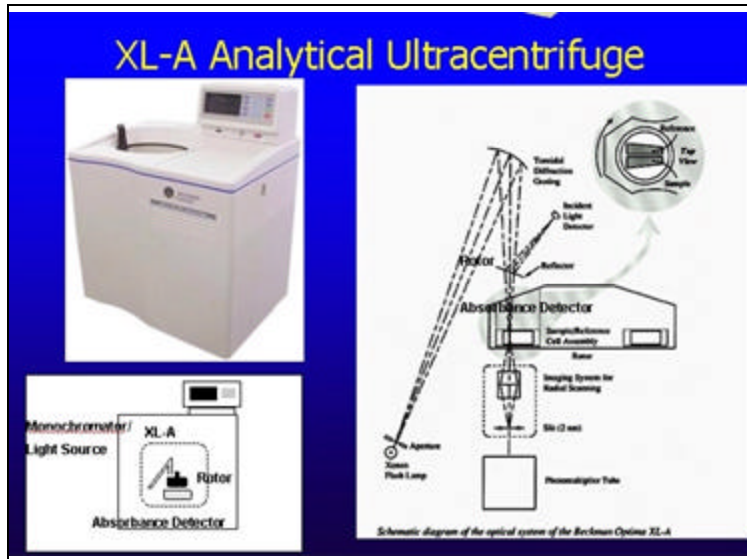 XL-A Analytical Ultracentrifuge
Reference
Top
View
Sample
Toroidal
Diffraction
Grating
Incident
Light
Detector
Rotor
Reflector
Absorbance Detector
Sample/Reference
Cell Assembly
Rotor
Imaging System for
Radial Scanning
Slit (2 nm)
Aperture
Xenon
Flash Lamp
Photomultiplier Tube
Schematic diagram of the optical system of the Beckman Optima XL-A
Monochromator/
Light Source
XL-A
Rotor
Absorbance Detector